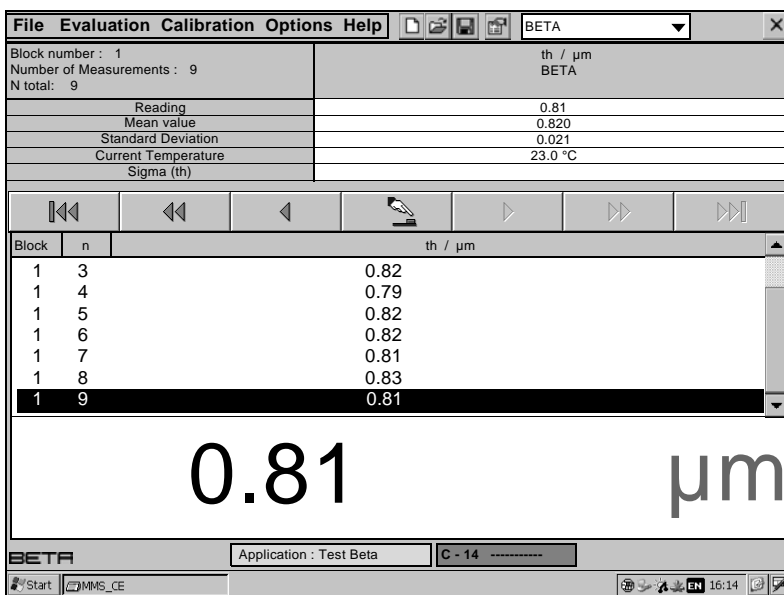 File Evaluation Calibration Options Help BETA
Block number : 1
Number of Measurements : 9
N total: 9
th / µm
BETA
Reading 0.81
Mean value 0.820
Standard Deviation 0.021
Current Temperature 23.0 °C
Sigma (th)
Block n th / µm
1 3 0.82
1 4 0.79
1 5 0.82
1 6 0.82
1 7 0.81
1 8 0.83
1 9 0.81
0.81 µm
BETA Application : Test Beta C - 14 -----------
Start MMS_CE EN 16:14